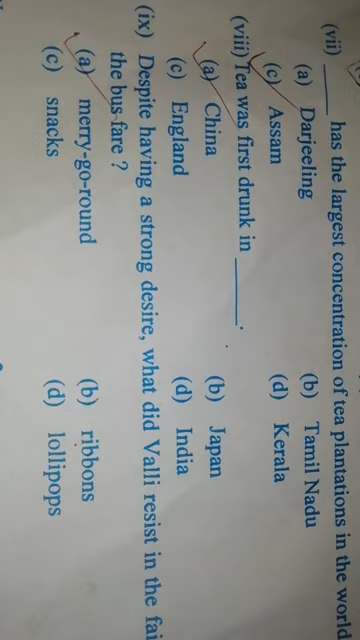 (vii) ____ has the largest concentration of tea plantations in the world
(a) Darjeeling (b) Tamil Nadu
(c) Assam (d) Kerala
(viii) Tea was first drunk in ____.
(a) China (b) Japan
(c) England (d) India
(ix) Despite having a strong desire, what did Valli resist in the fai
the bus fare ?
(a) merry-go-round (b) ribbons
(c) snacks (d) lollipops